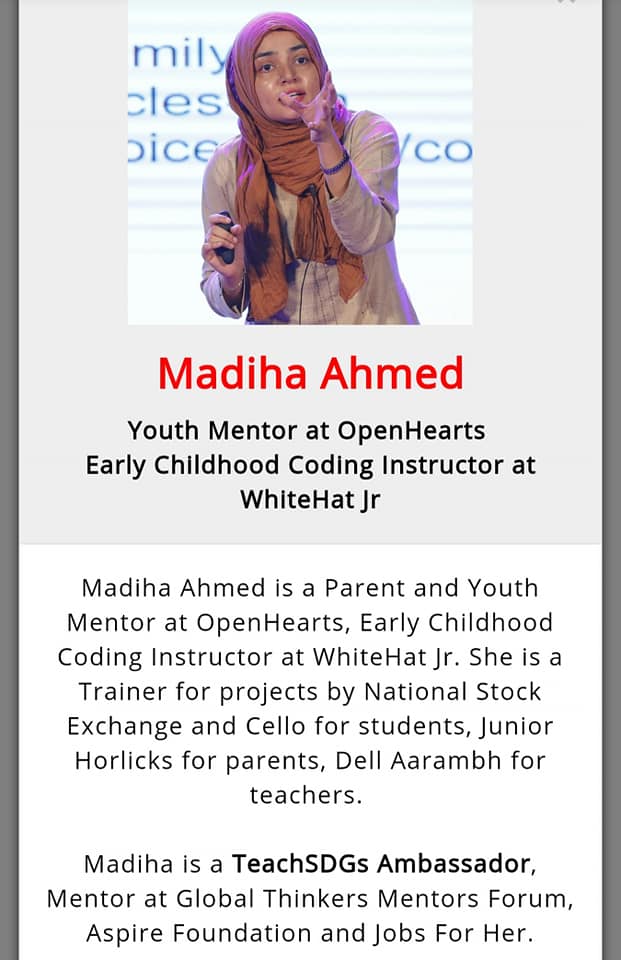 mily
cles
oice /co
Madiha Ahmed
Youth Mentor at OpenHearts
Early Childhood Coding Instructor at
WhiteHat Jr
Madiha Ahmed is a Parent and Youth
Mentor at OpenHearts, Early Childhood
Coding Instructor at WhiteHat Jr. She is a
Trainer for projects by National Stock
Exchange and Cello for students, Junior
Horlicks for parents, Dell Aarambh for
teachers.
Madiha is a TeachSDGs Ambassador,
Mentor at Global Thinkers Mentors Forum,
Aspire Foundation and Jobs For Her.